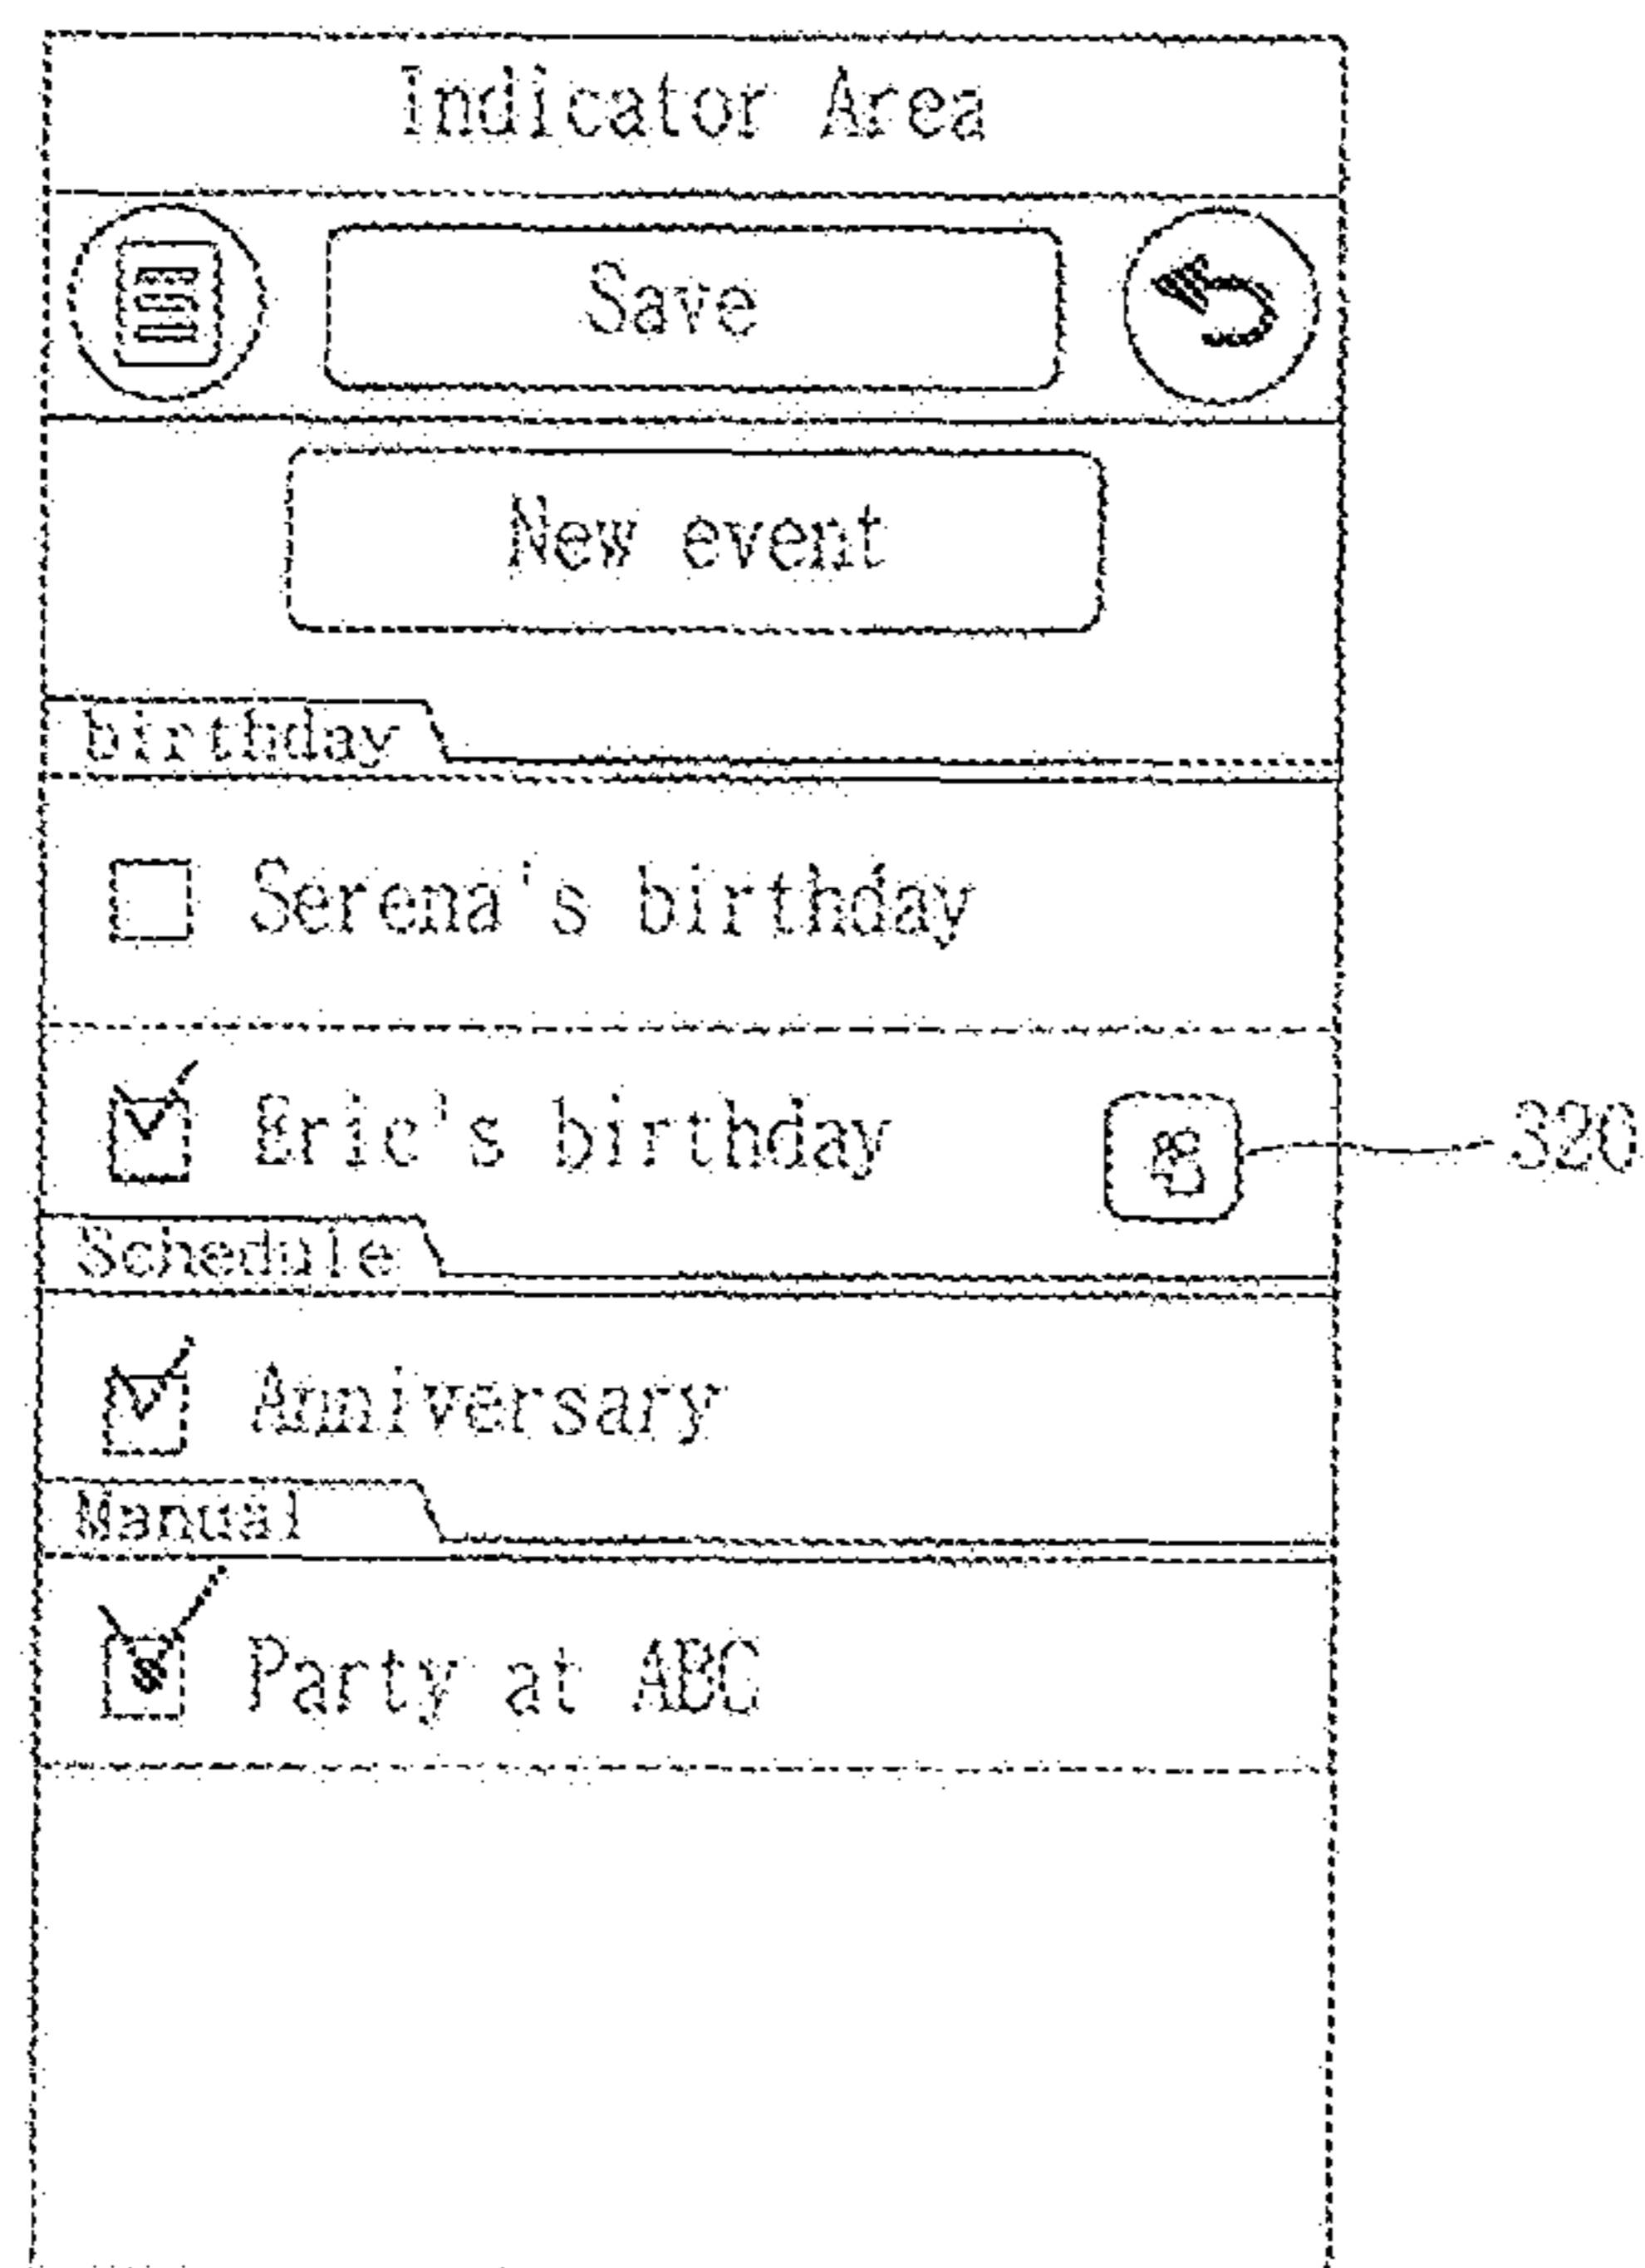 Indicator Area
Save
New event
birthday
Serena's birthday
Eric's birthday
320
Schedule
Anniversary
Manual
Party at ABC